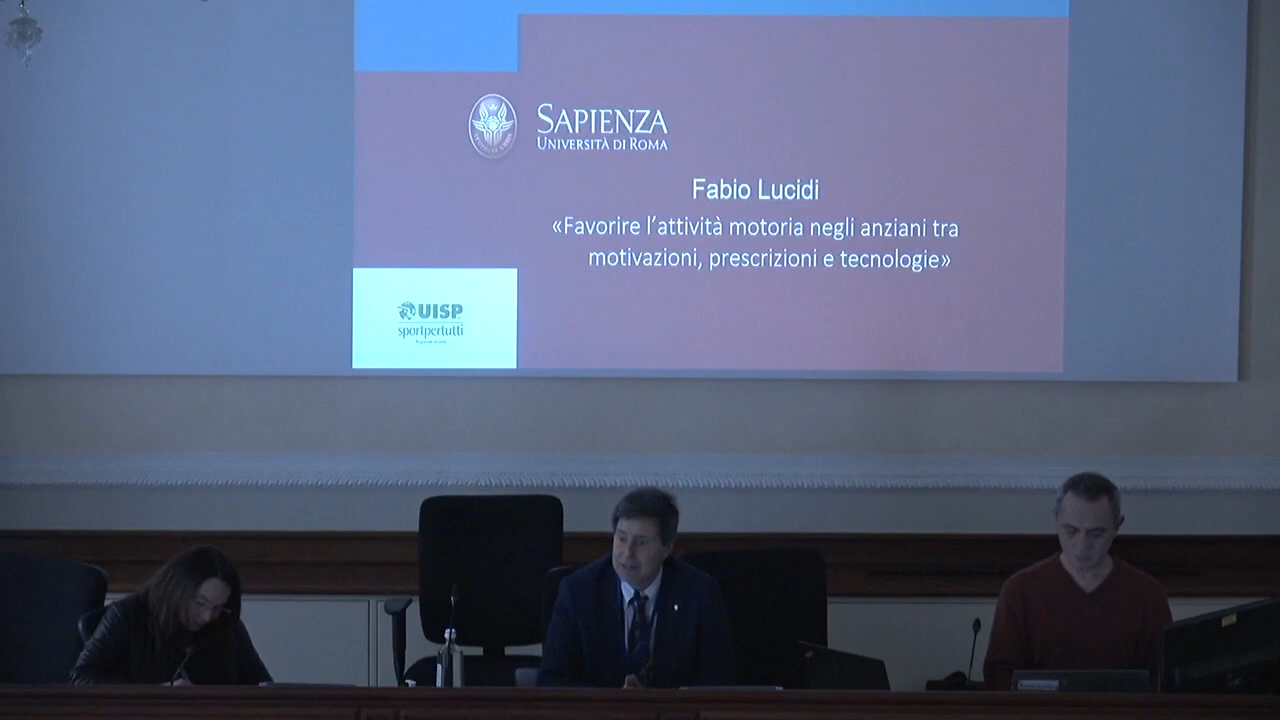 SAPIENZA
UNIVERSITÀ DI ROMA
Fabio Lucidi
«Favorire l'attività motoria negli anziani tra
motivazioni, prescrizioni e tecnologie»
UISP
sportpertutti